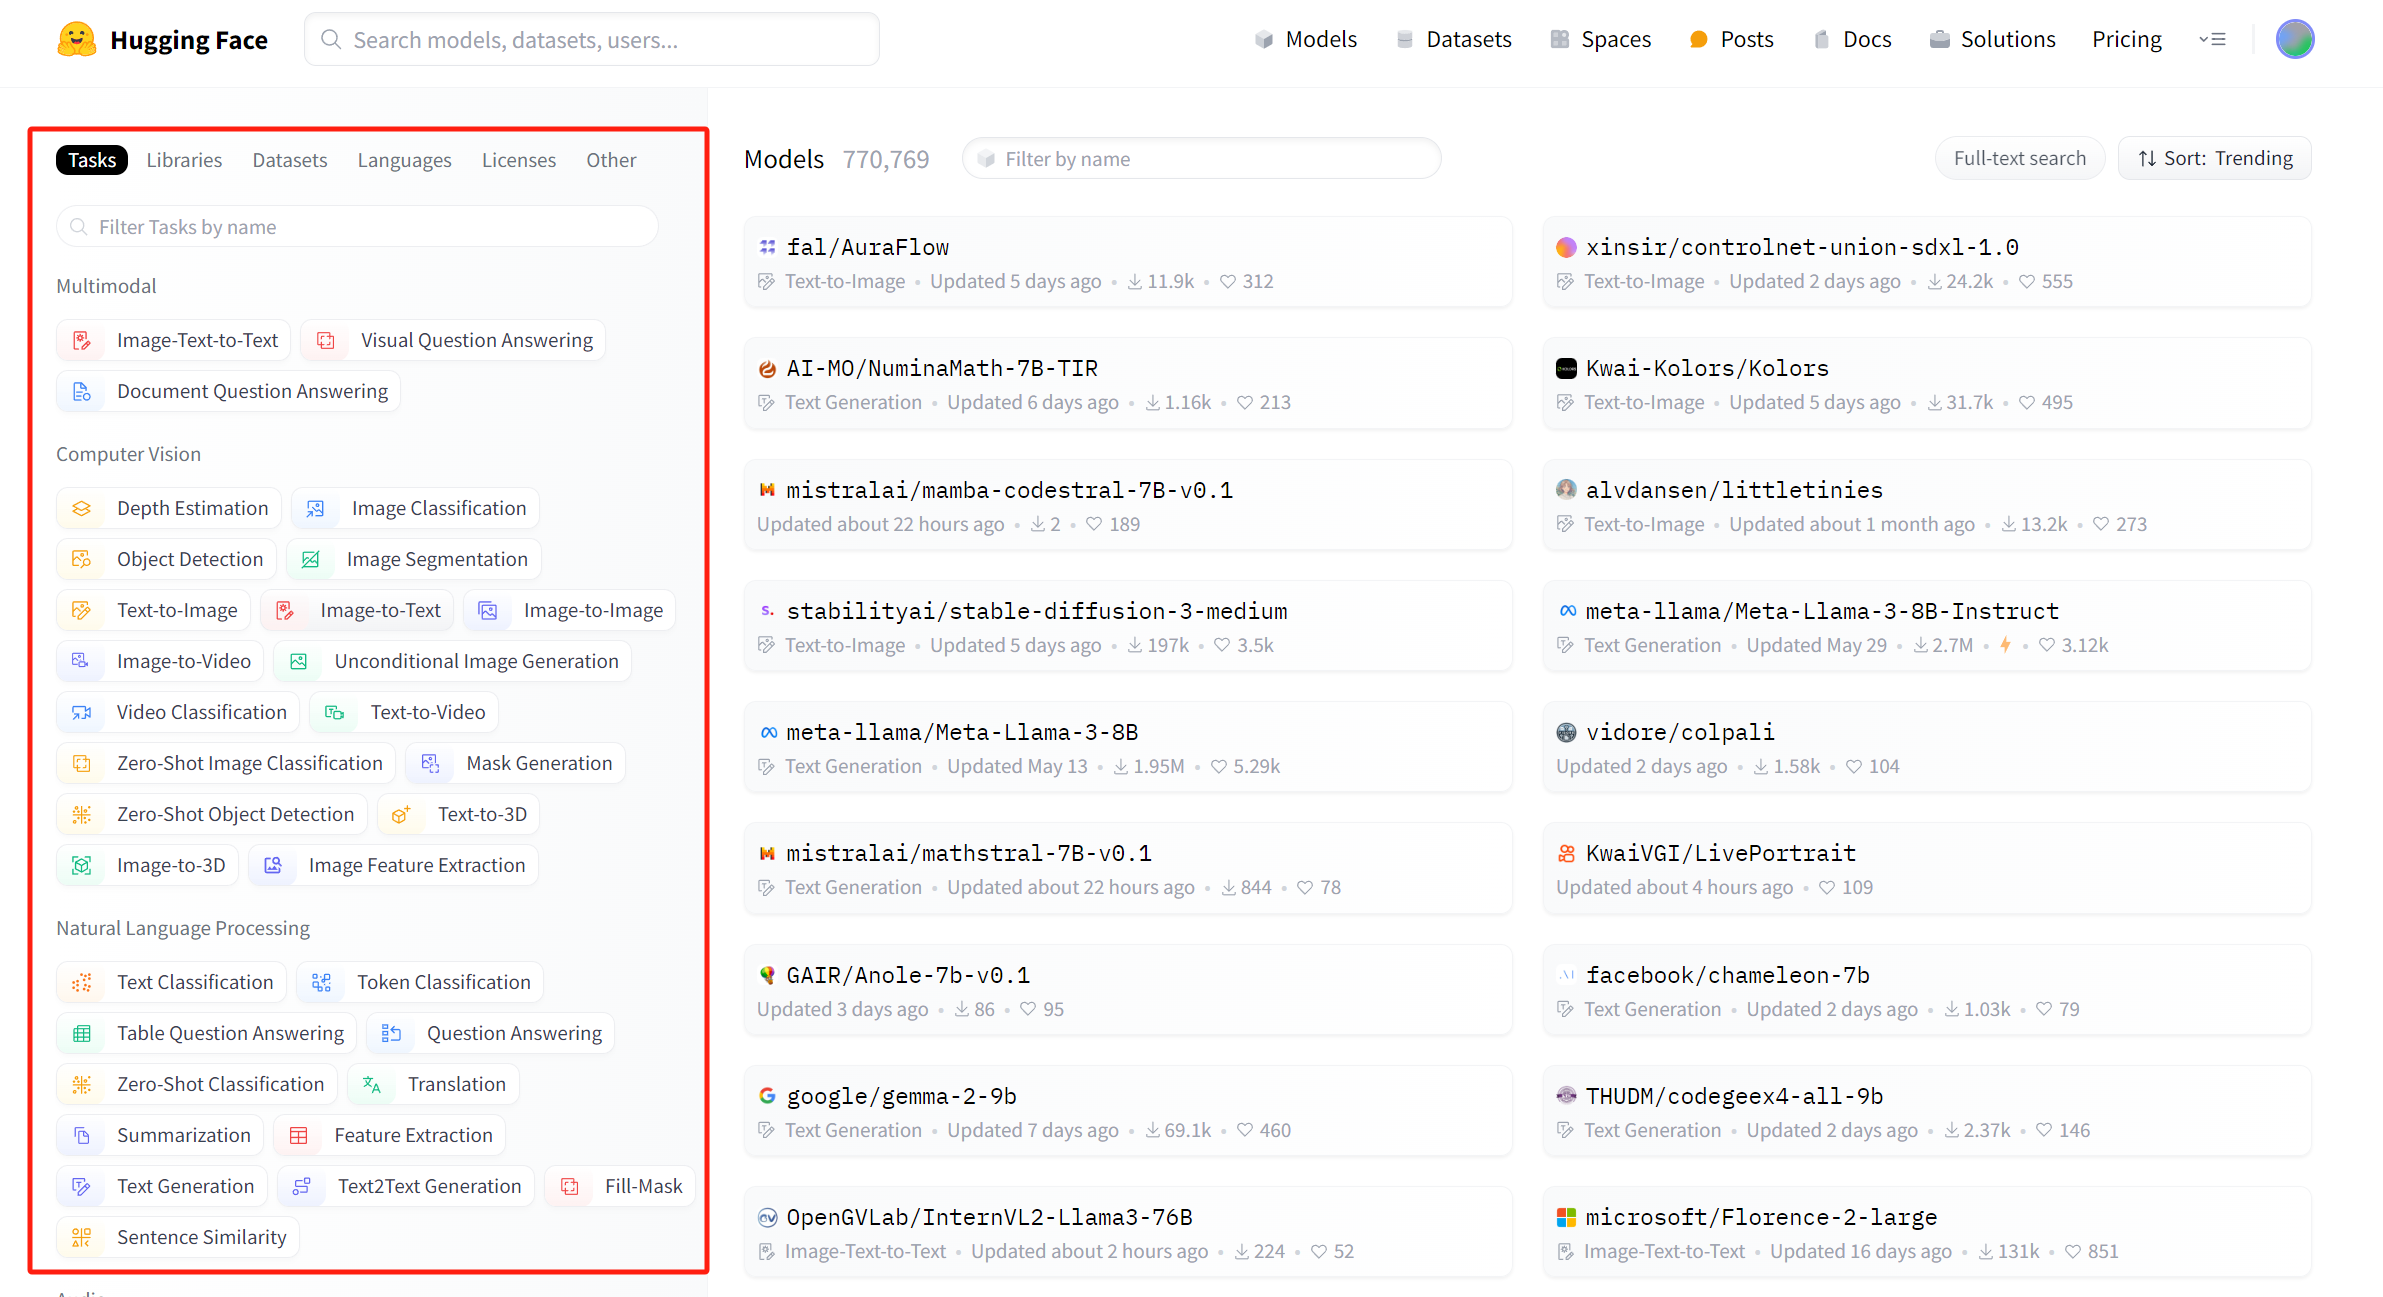 Hugging Face
Search models, datasets, users...
Models
Datasets
Spaces
Posts
Docs
Solutions
Pricing
Tasks
Libraries
Datasets
Languages
Licenses
Other
Filter Tasks by name
Multimodal
Image-Text-to-Text
Visual Question Answering
Document Question Answering
Computer Vision
Depth Estimation
Image Classification
Object Detection
Image Segmentation
Text-to-Image
Image-to-Text
Image-to-Image
Image-to-Video
Unconditional Image Generation
Video Classification
Text-to-Video
Zero-Shot Image Classification
Mask Generation
Zero-Shot Object Detection
Text-to-3D
Image-to-3D
Image Feature Extraction
Natural Language Processing
Text Classification
Token Classification
Table Question Answering
Question Answering
Zero-Shot Classification
Translation
Summarization
Feature Extraction
Text Generation
Text2Text Generation
Fill-Mask
Sentence Similarity
Models 770,769
Filter by name
Full-text search
Sort: Trending
fal/AuraFlow
Text-to-Image • Updated 5 days ago • 11.9k • 312
xinsir/controlnet-union-sdxl-1.0
Text-to-Image • Updated 2 days ago • 24.2k • 555
AI-MO/NuminaMath-7B-TIR
Text Generation • Updated 6 days ago • 1.16k • 213
Kwai-Kolors/Kolors
Text-to-Image • Updated 5 days ago • 31.7k • 495
mistralai/mamba-codestral-7B-v0.1
Updated about 22 hours ago • 2 • 189
alvdansen/littletinies
Text-to-Image • Updated about 1 month ago • 13.2k • 273
stabilityai/stable-diffusion-3-medium
Text-to-Image • Updated 5 days ago • 197k • 3.5k
meta-llama/Meta-Llama-3-8B-Instruct
Text Generation • Updated May 29 • 2.7M • • 3.12k
meta-llama/Meta-Llama-3-8B
Text Generation • Updated May 13 • 1.95M • 5.29k
vidore/colpali
Updated 2 days ago • 1.58k • 104
mistralai/mathstral-7B-v0.1
Text Generation • Updated about 22 hours ago • 844 • 78
KwaiVGI/LivePortrait
Updated about 4 hours ago • 109
GAIR/Anole-7b-v0.1
Updated 3 days ago • 86 • 95
facebook/chameleon-7b
Text Generation • Updated 2 days ago • 1.03k • 79
google/gemma-2-9b
Text Generation • Updated 7 days ago • 69.1k • 460
THUDM/codegeex4-all-9b
Text Generation • Updated 2 days ago • 2.37k • 146
OpenGVLab/InternVL2-Llama3-76B
Image-Text-to-Text • Updated about 2 hours ago • 224 • 52
microsoft/Florence-2-large
Image-Text-to-Text • Updated 16 days ago • 131k • 851